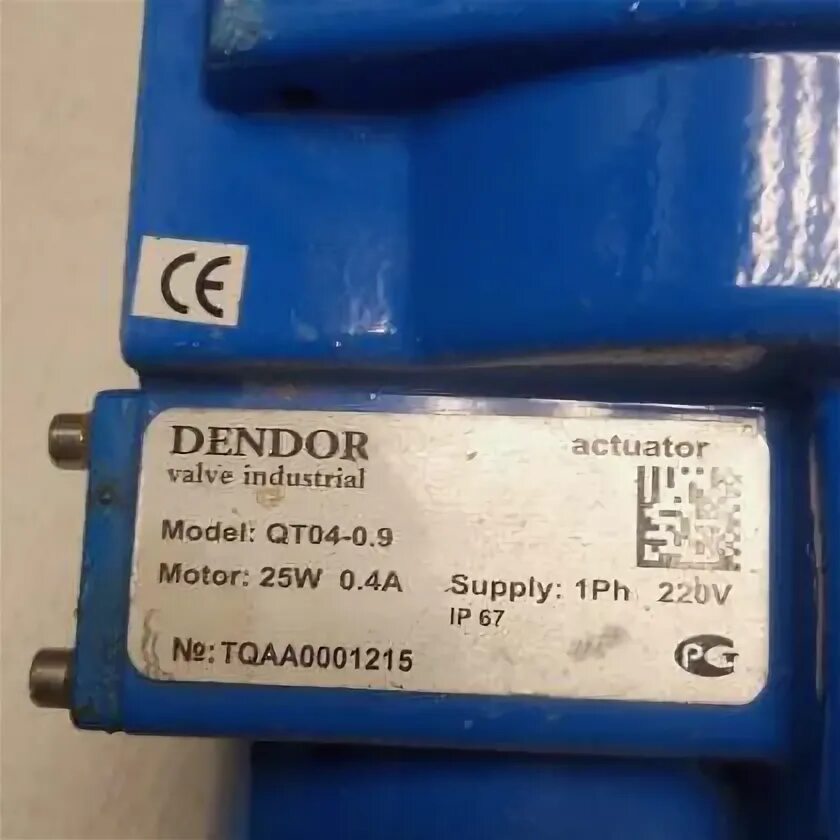 CE
DENDOR
valve industrial
actuator
Model: QT04-0.9
Motor: 25W 0.4A
Supply: 1Ph 220V
IP 67
№: TQAA0001215
РСТ